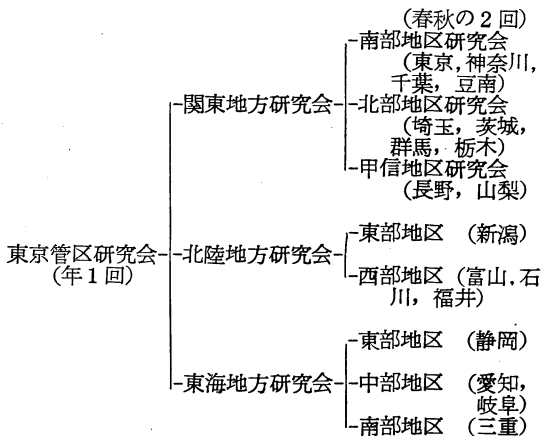 (春秋の2回)
南部地区研究会
(東京,神奈川,
千葉,豆南)
関東地方研究会
北部地区研究会
(埼玉,茨城,
群馬,栃木)
甲信地区研究会
(長野,山梨)
東京管区研究会
(年1回)
北陸地方研究会
東部地区 (新潟)
西部地区 (富山,石
川,福井)
東部地区 (静岡)
東海地方研究会
中部地区 (愛知,
岐阜)
南部地区 (三重)